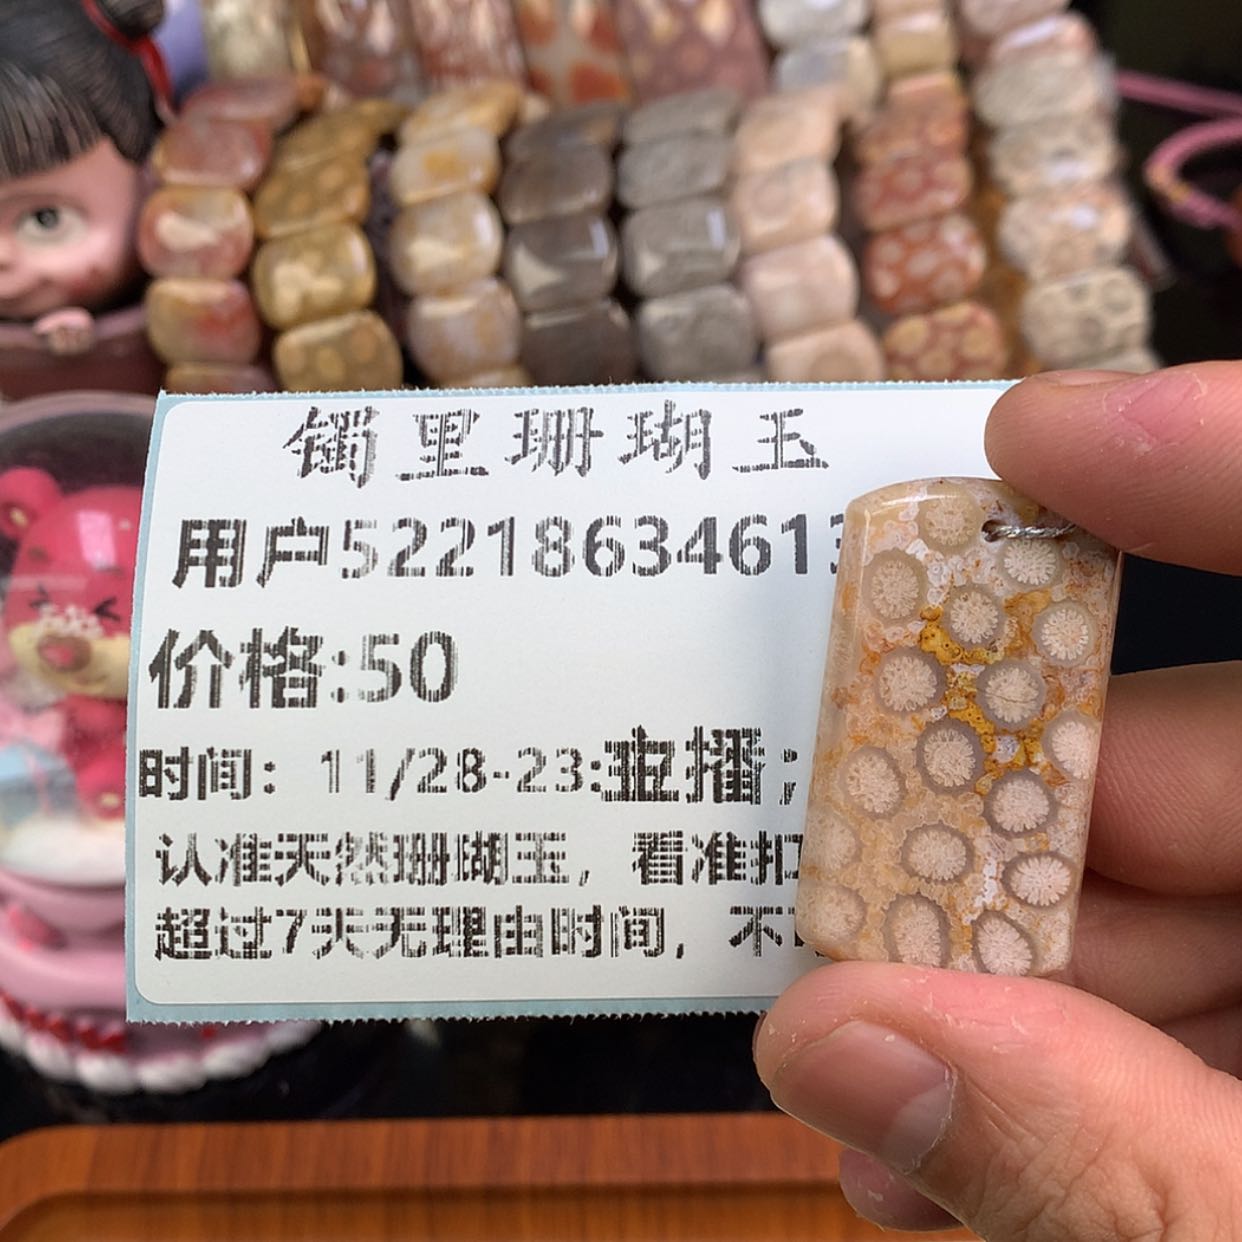 镯里珊瑚玉
用户52218634613
价格:50
时间：11/28-23:主播；
认准天然珊瑚玉，看准扣
超过7天无理由时间，不